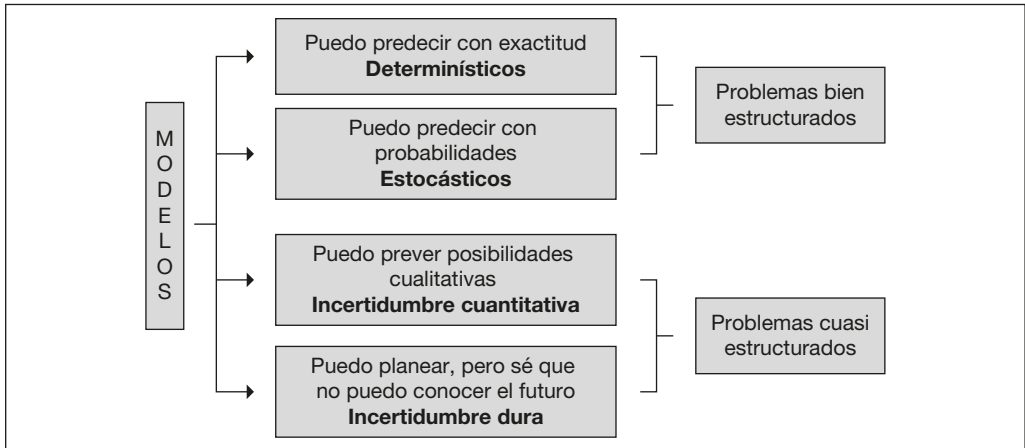 MODELOS
Puedo predecir con exactitud
Determinísticos
Puedo predecir con
probabilidades
Estocásticos
Problemas bien
estructurados
Puedo prever posibilidades
cualitativas
Incertidumbre cuantitativa
Puedo planear, pero sé que
no puedo conocer el futuro
Incertidumbre dura
Problemas cuasi
estructurados